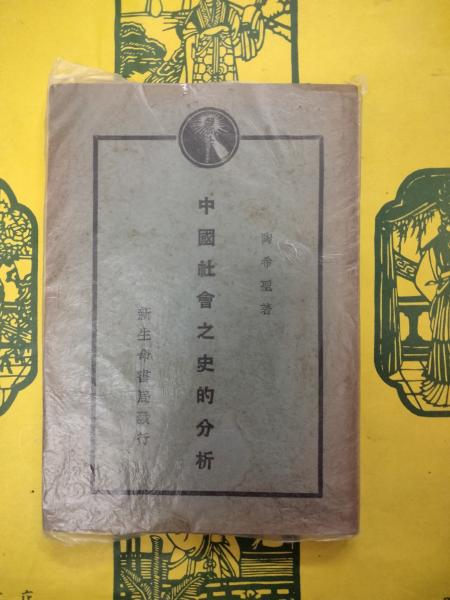 陶希聖著
中國社會之史的分析
新生命書局發行